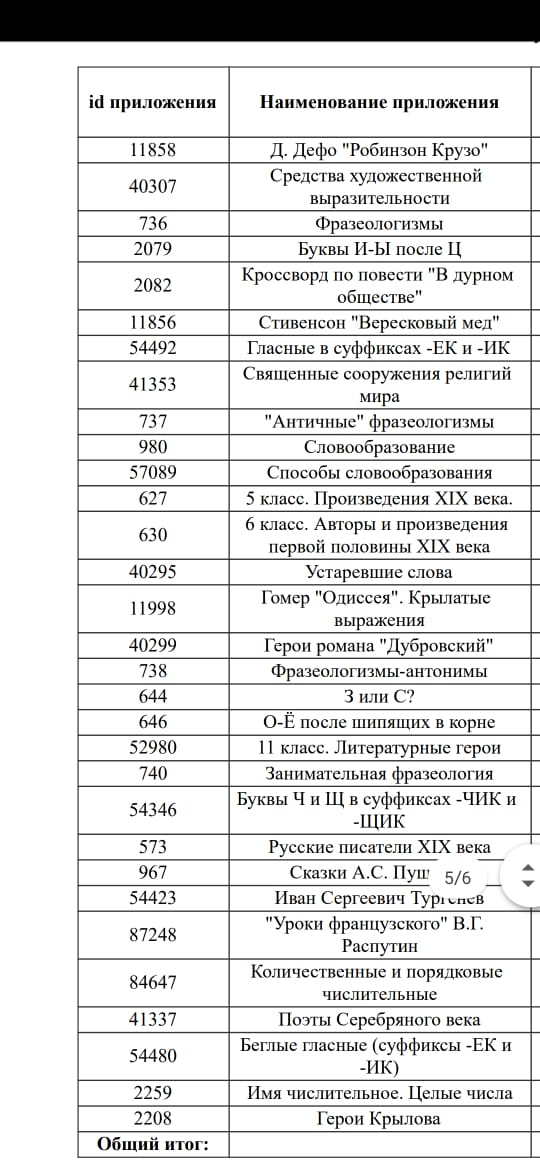 id приложения Наименование приложения
11858 Д. Дефо "Робинзон Крузо"
40307 Средства художественной
выразительности
736 Фразеологизмы
2079 Буквы И-Ы после Ц
2082 Кроссворд по повести "В дурном
обществе"
11856 Стивенсон "Вересковый мед"
54492 Гласные в суффиксах -ЕК и -ИК
41353 Священные сооружения религий
мира
737 "Античные" фразеологизмы
980 Словообразование
57089 Способы словообразования
627 5 класс. Произведения XIX века.
630 6 класс. Авторы и произведения
первой половины XIX века
40295 Устаревшие слова
11998 Гомер "Одиссея". Крылатые
выражения
40299 Герои романа "Дубровский"
738 Фразеологизмы-антонимы
644 З или С?
646 О-Ё после шипящих в корне
52980 11 класс. Литературные герои
740 Занимательная фразеология
54346 Буквы Ч и Щ в суффиксах -ЧИК и
-ЩИК
573 Русские писатели XIX века
967 Сказки А.С. Пуш
5/6
54423 Иван Сергеевич Тургенев
87248 "Уроки французского" В.Г.
Распутин
84647 Количественные и порядковые
числительные
41337 Поэты Серебряного века
54480 Беглые гласные (суффиксы -ЕК и
-ИК)
2259 Имя числительное. Целые числа
2208 Герои Крылова
Общий итог: